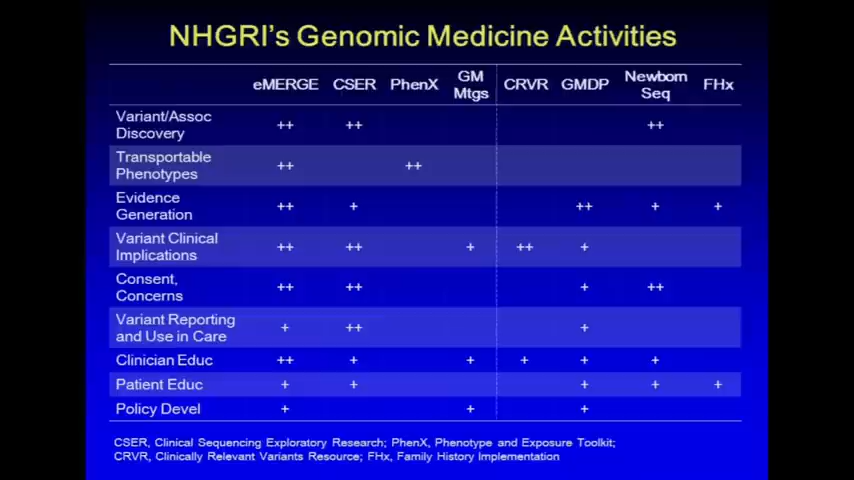 NHGRI's Genomic Medicine Activities
eMERGE CSER PhenX GM Mtgs CRVR GMDP Newborn Seq FHx
Variant/Assoc Discovery ++ ++ ++
Transportable Phenotypes ++ ++
Evidence Generation ++ + ++ + +
Variant Clinical Implications ++ ++ + ++ +
Consent, Concerns ++ ++ + ++
Variant Reporting and Use in Care + ++ +
Clinician Educ ++ + + + + +
Patient Educ + + + + +
Policy Devel + + +
CSER, Clinical Sequencing Exploratory Research; PhenX, Phenotype and Exposure Toolkit;
CRVR, Clinically Relevant Variants Resource; FHx, Family History Implementation